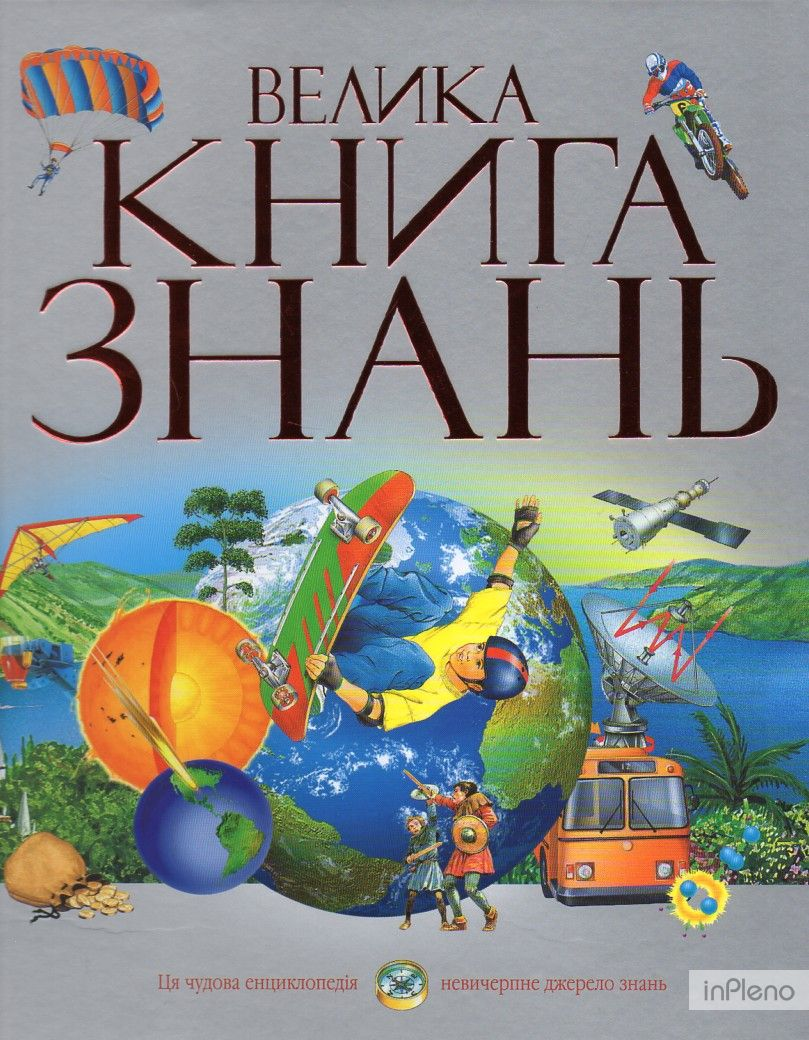 ВЕЛИКА
КНИГА
ЗНАНЬ
Ця чудова енциклопедія невичерпне джерело знань
inPleno